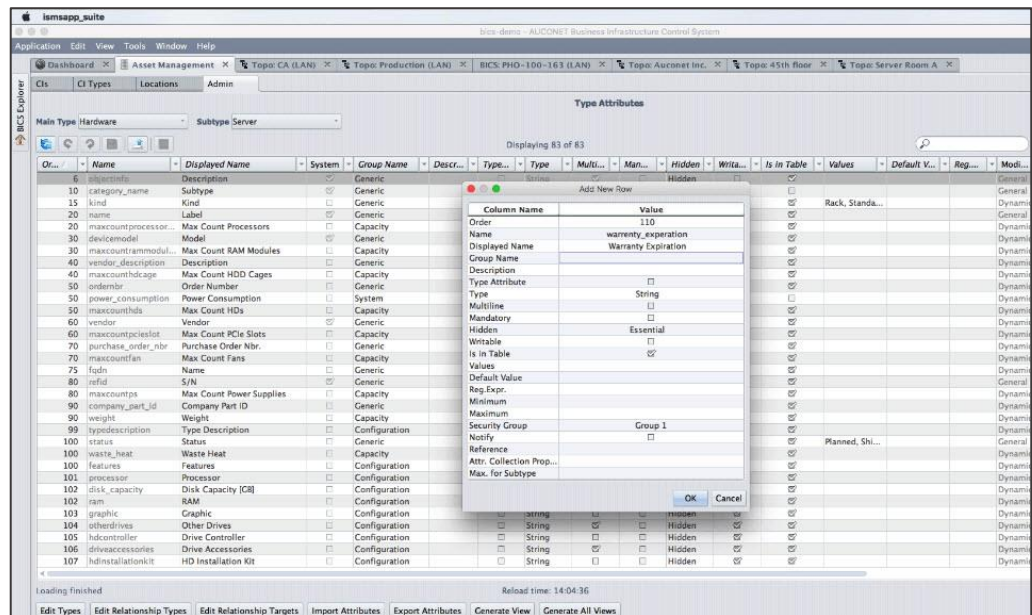 ismsapp_suite
bics-demo - AUCONET Business Infrastructure Control System
Application Edit View Tools Window Help
Dashboard × Asset Management × Topo: CA (LAN) × Topo: Production (LAN) × BICS: PHO-100-163 (LAN) × Topo: Auconet Inc. × Topo: 45th floor × Topo: Server Room A ×
BICS Explorer
CIs CI Types Locations Admin
Type Attributes
Main Type Hardware Subtype Server
Displaying 83 of 83
Or... Name Displayed Name System Group Name Descr... Type... Type Multi... Man... Hidden Writa... Is in Table Values Default V... Reg.... Modi...
6 objectinfo Description Generic String Hidden General
10 category_name Subtype Generic General
15 kind Kind Generic Rack, Standa... Dynami
20 name Label Generic General
20 maxcountprocessor... Max Count Processors Capacity Dynami
30 devicemodel Model Generic Dynami
30 maxcountrammodul... Max Count RAM Modules Capacity Dynami
40 vendor_description Description Generic Dynami
40 maxcounthdcage Max Count HDD Cages Capacity Dynami
50 ordernbr Order Number Generic Dynami
50 power_consumption Power Consumption System Dynami
50 maxcounthds Max Count HDs Capacity Dynami
60 vendor Vendor Generic Dynami
60 maxcountpcieslot Max Count PCIe Slots Capacity Dynami
70 purchase_order_nbr Purchase Order Nbr. Generic Dynami
70 maxcountfan Max Count Fans Capacity Dynami
75 fqdn Name Generic Dynami
80 refid S/N Generic General
80 maxcountps Max Count Power Supplies Capacity Dynami
90 company_part_id Company Part ID Generic Dynami
90 weight Weight Capacity Dynami
99 typedescription Type Description Configuration Dynami
100 status Status Generic Planned, Shi... General
100 waste_heat Waste Heat Capacity Dynami
100 features Features Configuration Dynami
101 processor Processor Configuration Dynami
102 disk_capacity Disk Capacity [GB] Configuration Dynami
102 ram RAM Configuration Dynami
103 graphic Graphic Configuration String Hidden Dynami
104 otherdrives Other Drives Configuration String Hidden Dynami
105 hdcontroller Drive Controller Configuration String Hidden Dynami
106 driveaccessories Drive Accessories Configuration String Hidden Dynami
107 hdinstallationkit HD Installation Kit Configuration String Hidden Dynami
Add New Row
Column Name Value
Order 110
Name warrenty_experation
Displayed Name Warranty Expiration
Group Name
Description
Type Attribute
Type String
Multiline
Mandatory
Hidden Essential
Writable
Is in Table
Values
Default Value
Reg.Expr.
Minimum
Maximum
Security Group Group 1
Notify
Reference
Attr. Collection Prop...
Max. for Subtype
OK Cancel
Loading finished Reload time: 14:04:36
Edit Types Edit Relationship Types Edit Relationship Targets Import Attributes Export Attributes Generate View Generate All Views